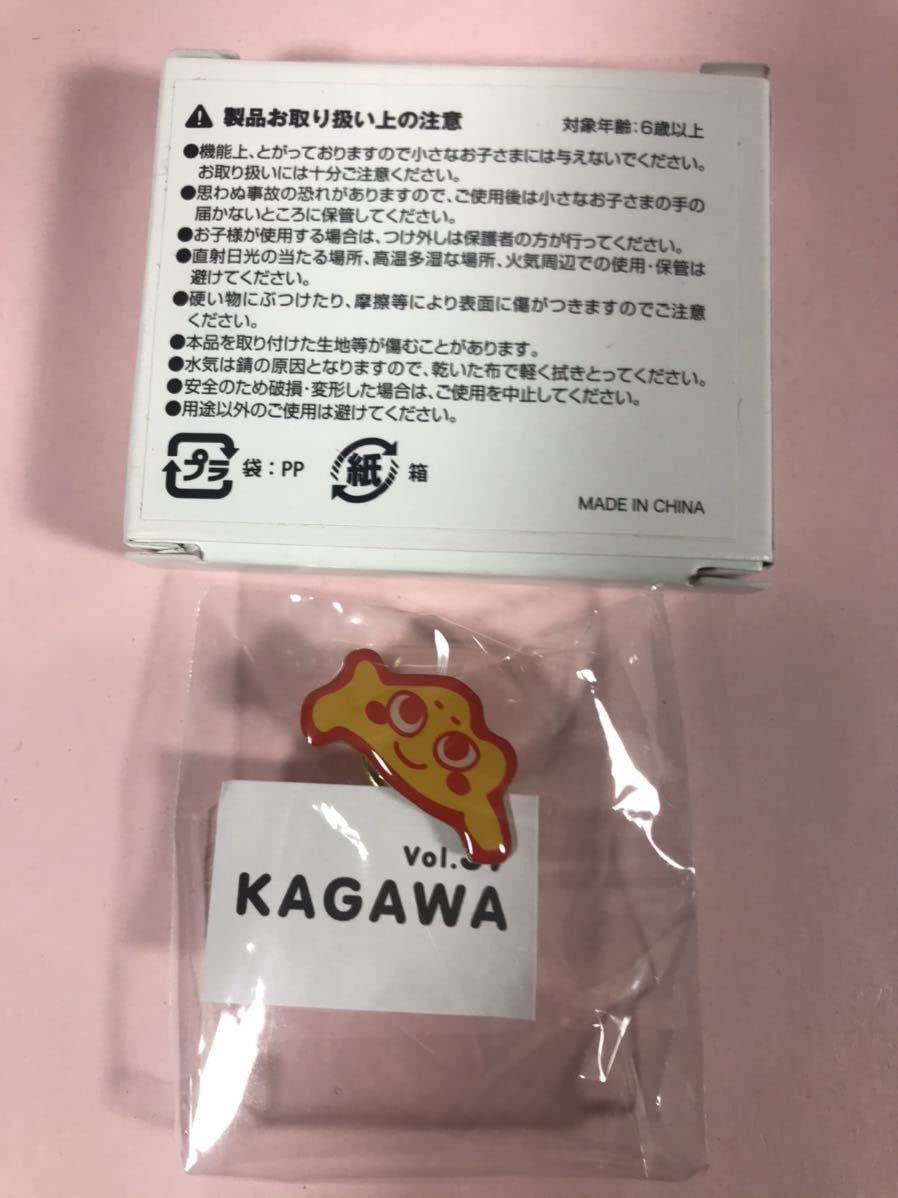 製品お取り扱い上の注意
対象年齢:6歳以上
●機能上、とがっておりますので小さなお子さまには与えないでください。
お取り扱いには十分ご注意ください。
●思わぬ事故の恐れがありますので、ご使用後は小さなお子さまの手の
届かないところに保管してください。
●お子様が使用する場合は、つけ外しは保護者の方が行ってください。
●直射日光の当たる場所、高温多湿な場所、火気周辺での使用・保管は
避けてください。
●硬い物にぶつけたり、摩擦等により表面に傷がつきますのでご注意
ください。
●本品を取り付けた生地等が傷むことがあります。
●水気は錆の原因となりますので、乾いた布で軽く拭きとってください。
●安全のため破損・変形した場合は、ご使用を中止してください。
●用途以外のご使用は避けてください。
プラ 袋:PP 紙 箱
MADE IN CHINA
Vol.
KAGAWA